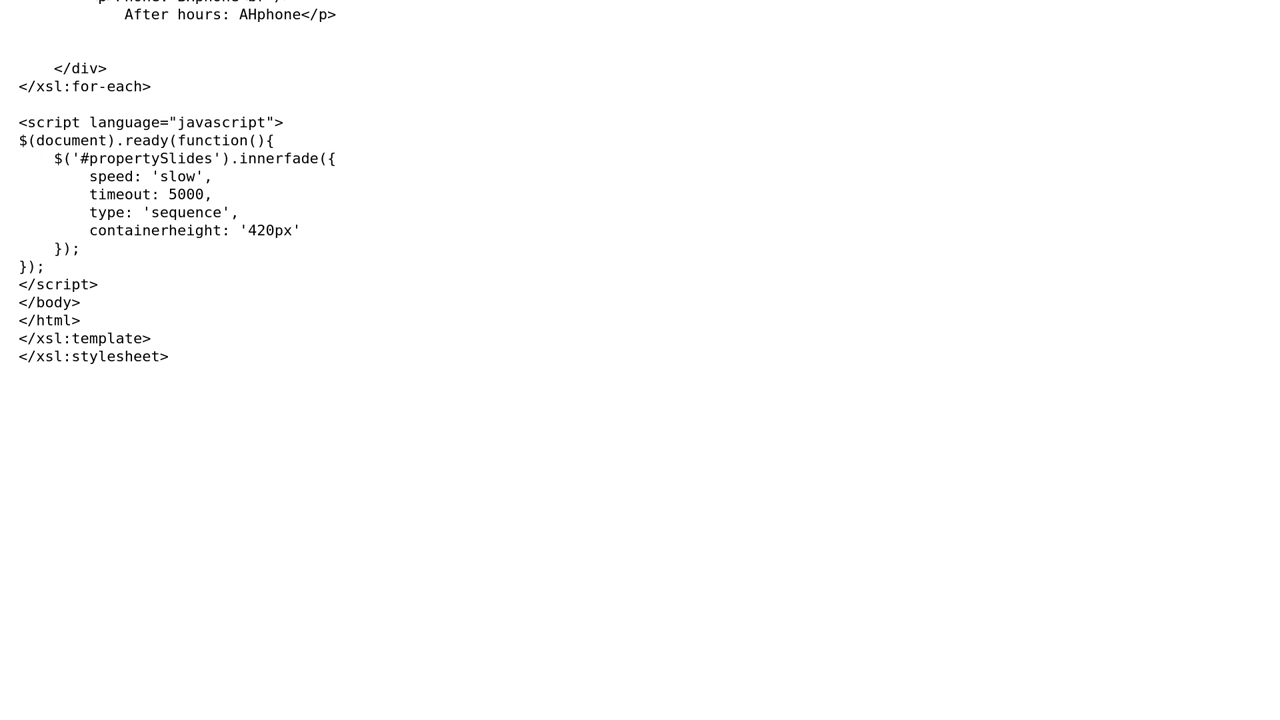 After hours: AHphone</p>
    </div>
</xsl:for-each>
<script language="javascript">
$(document).ready(function(){
    $('#propertySlides').innerfade({
        speed: 'slow',
        timeout: 5000,
        type: 'sequence',
        containerheight: '420px'
    });
});
</script>
</body>
</html>
</xsl:template>
</xsl:stylesheet>